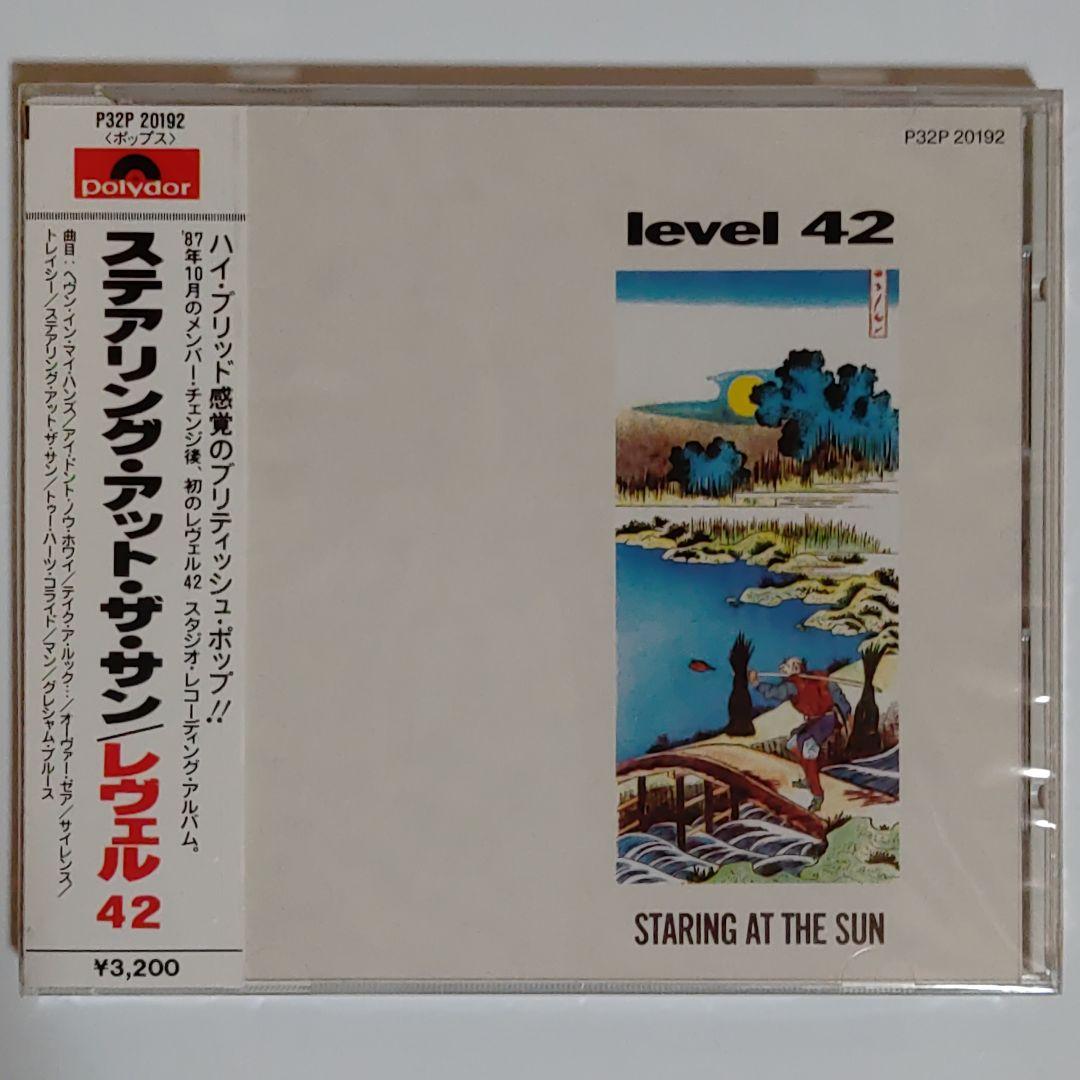 P32P 20192
〈ポップス〉
polydor
ハイ・ブリッド感覚のブリティッシュ・ポップ!!
'87年10月のメンバー・チェンジ後、初のレヴェル42 スタジオ・レコーディング・アルバム。
ステアリング・アット・ザ・サン/レヴェル 42
曲目:ヘヴン・イン・マイ・ハンズ/アイ・ドント・ノウ・ホワイ/テイク・ア・ルック…/オーヴァー・ゼア/サイレンス/
トレイシー/ステアリング・アット・ザ・サン/トゥー・ハーツ・コライド/マン/グレシャム・ブルース
¥3,200
P32P 20192
level 42
STARING AT THE SUN